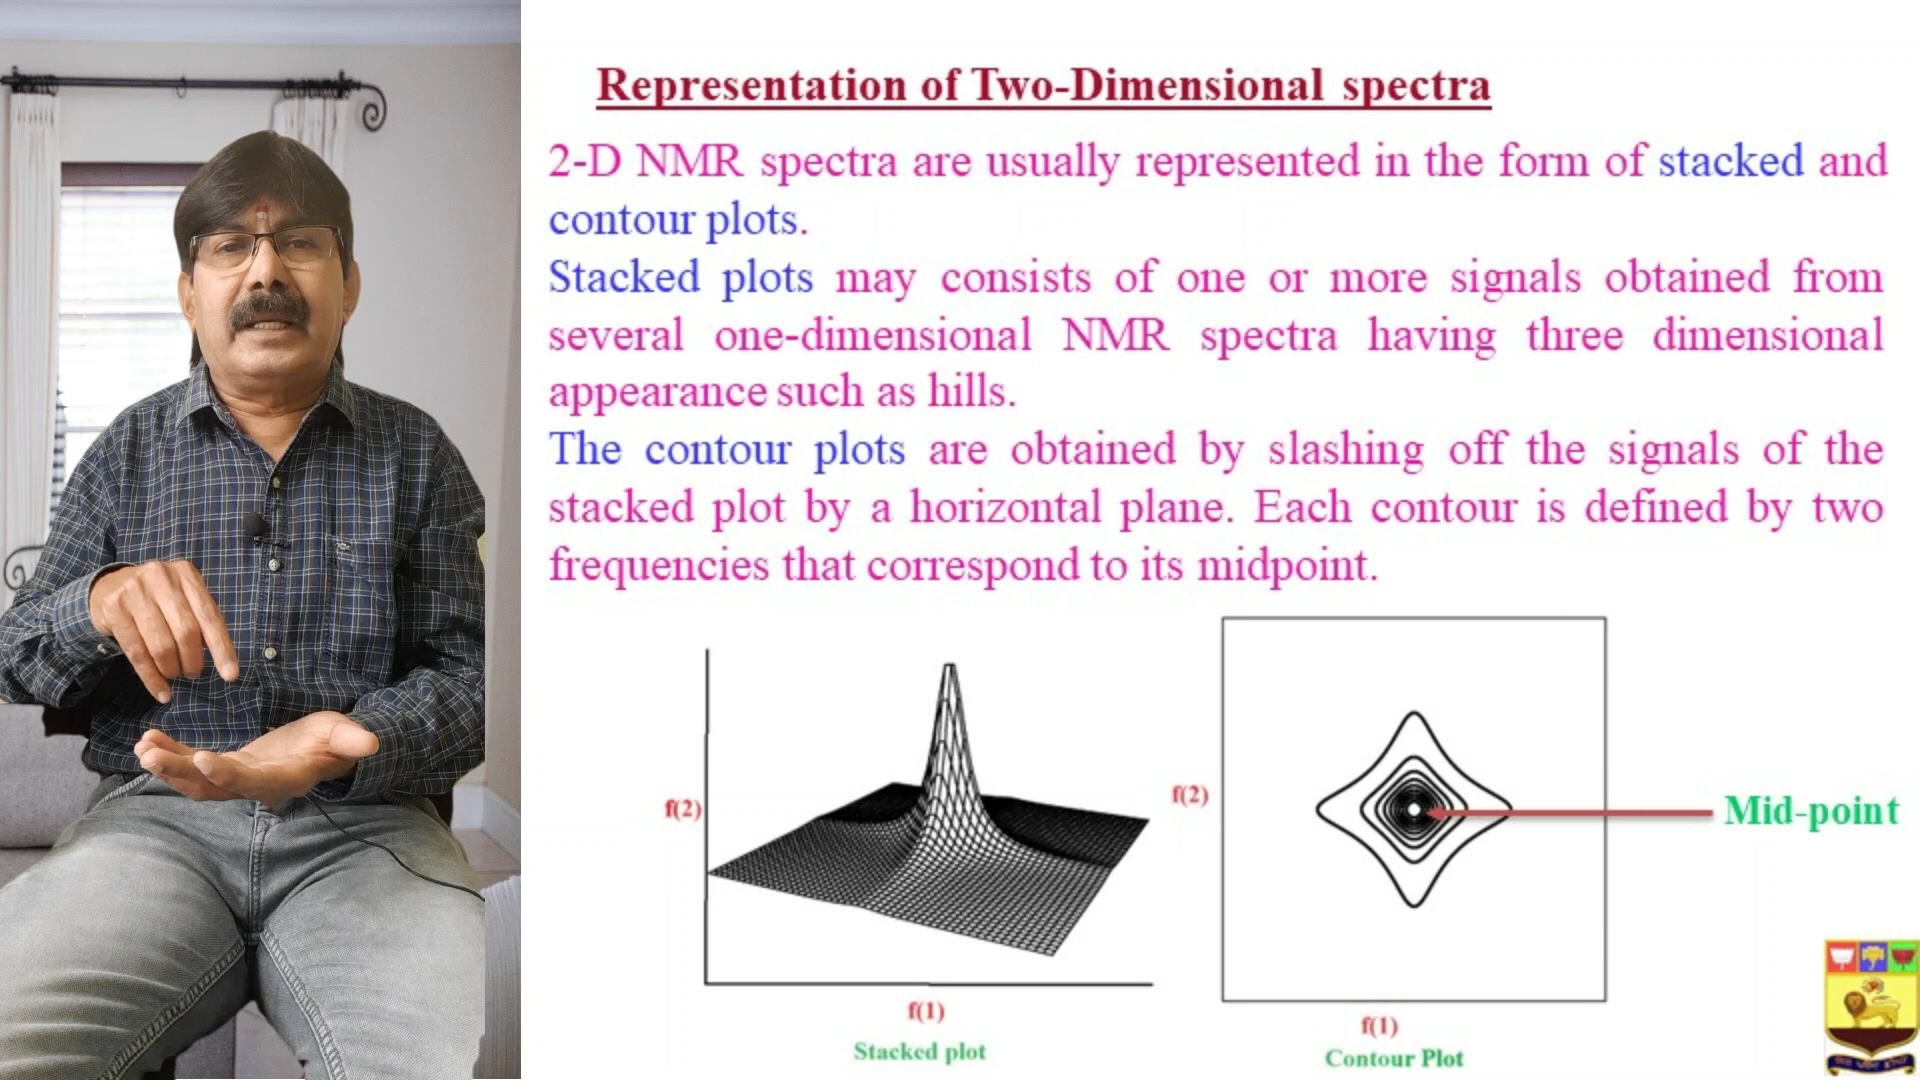 Representation of Two-Dimensional spectra
2-D NMR spectra are usually represented in the form of stacked and
contour plots.
Stacked plots may consists of one or more signals obtained from
several one-dimensional NMR spectra having three dimensional
appearance such as hills.
The contour plots are obtained by slashing off the signals of the
stacked plot by a horizontal plane. Each contour is defined by two
frequencies that correspond to its midpoint.
f(2)
f(1)
Stacked plot
f(2)
Mid-point
f(1)
Contour Plot